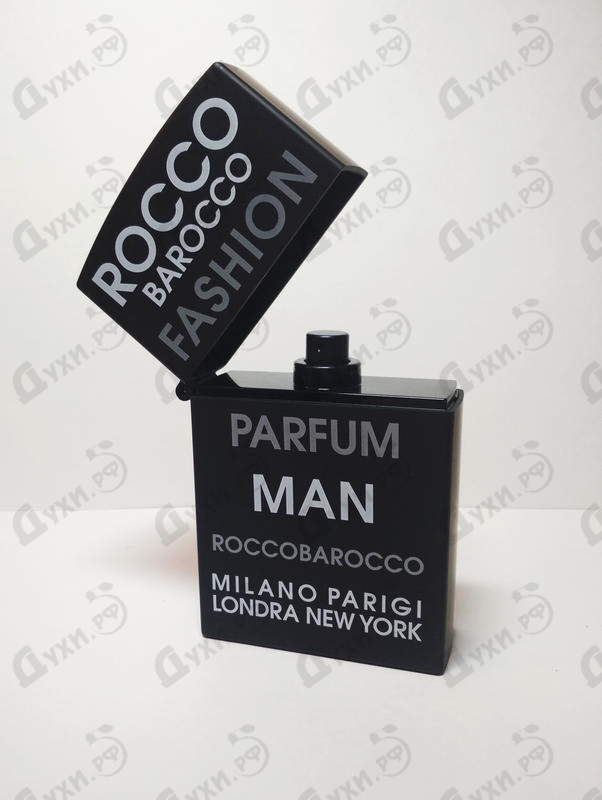 ROCCO
BAROCCO
FASHION
PARFUM
MAN
ROCCOBAROCCO
MILANO PARIGI
LONDRA NEW YORK
Духи.РФ